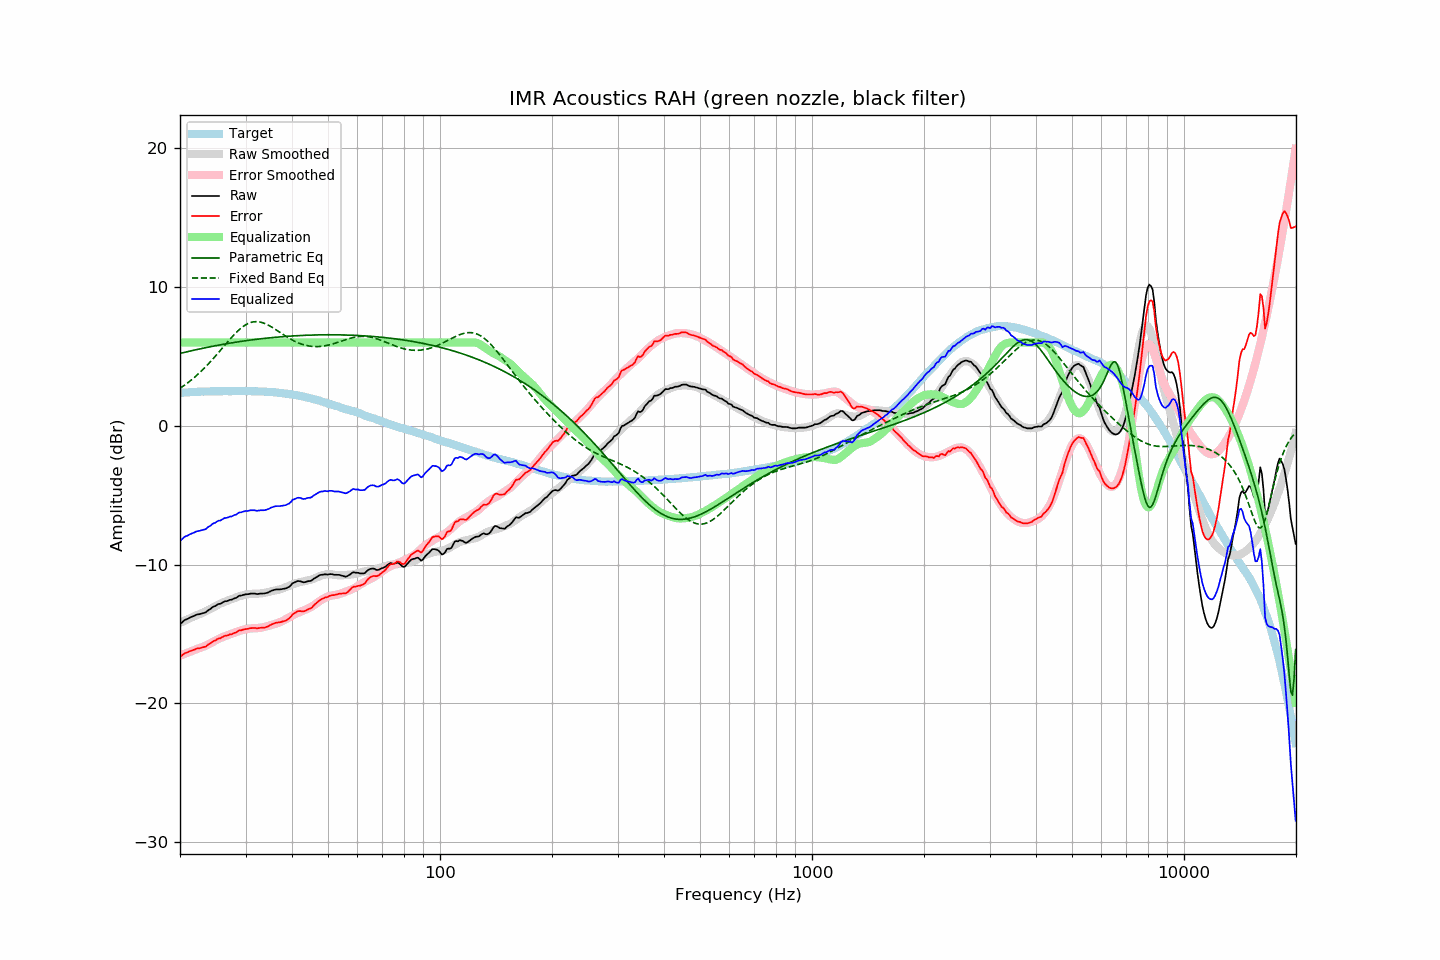 IMR Acoustics RAH (green nozzle, black filter)
Target
Raw Smoothed
Error Smoothed
Raw
Error
Equalization
Parametric Eq
Fixed Band Eq
Equalized
20
10
0
−10
−20
−30
Amplitude (dBr)
100
1000
10000
Frequency (Hz)